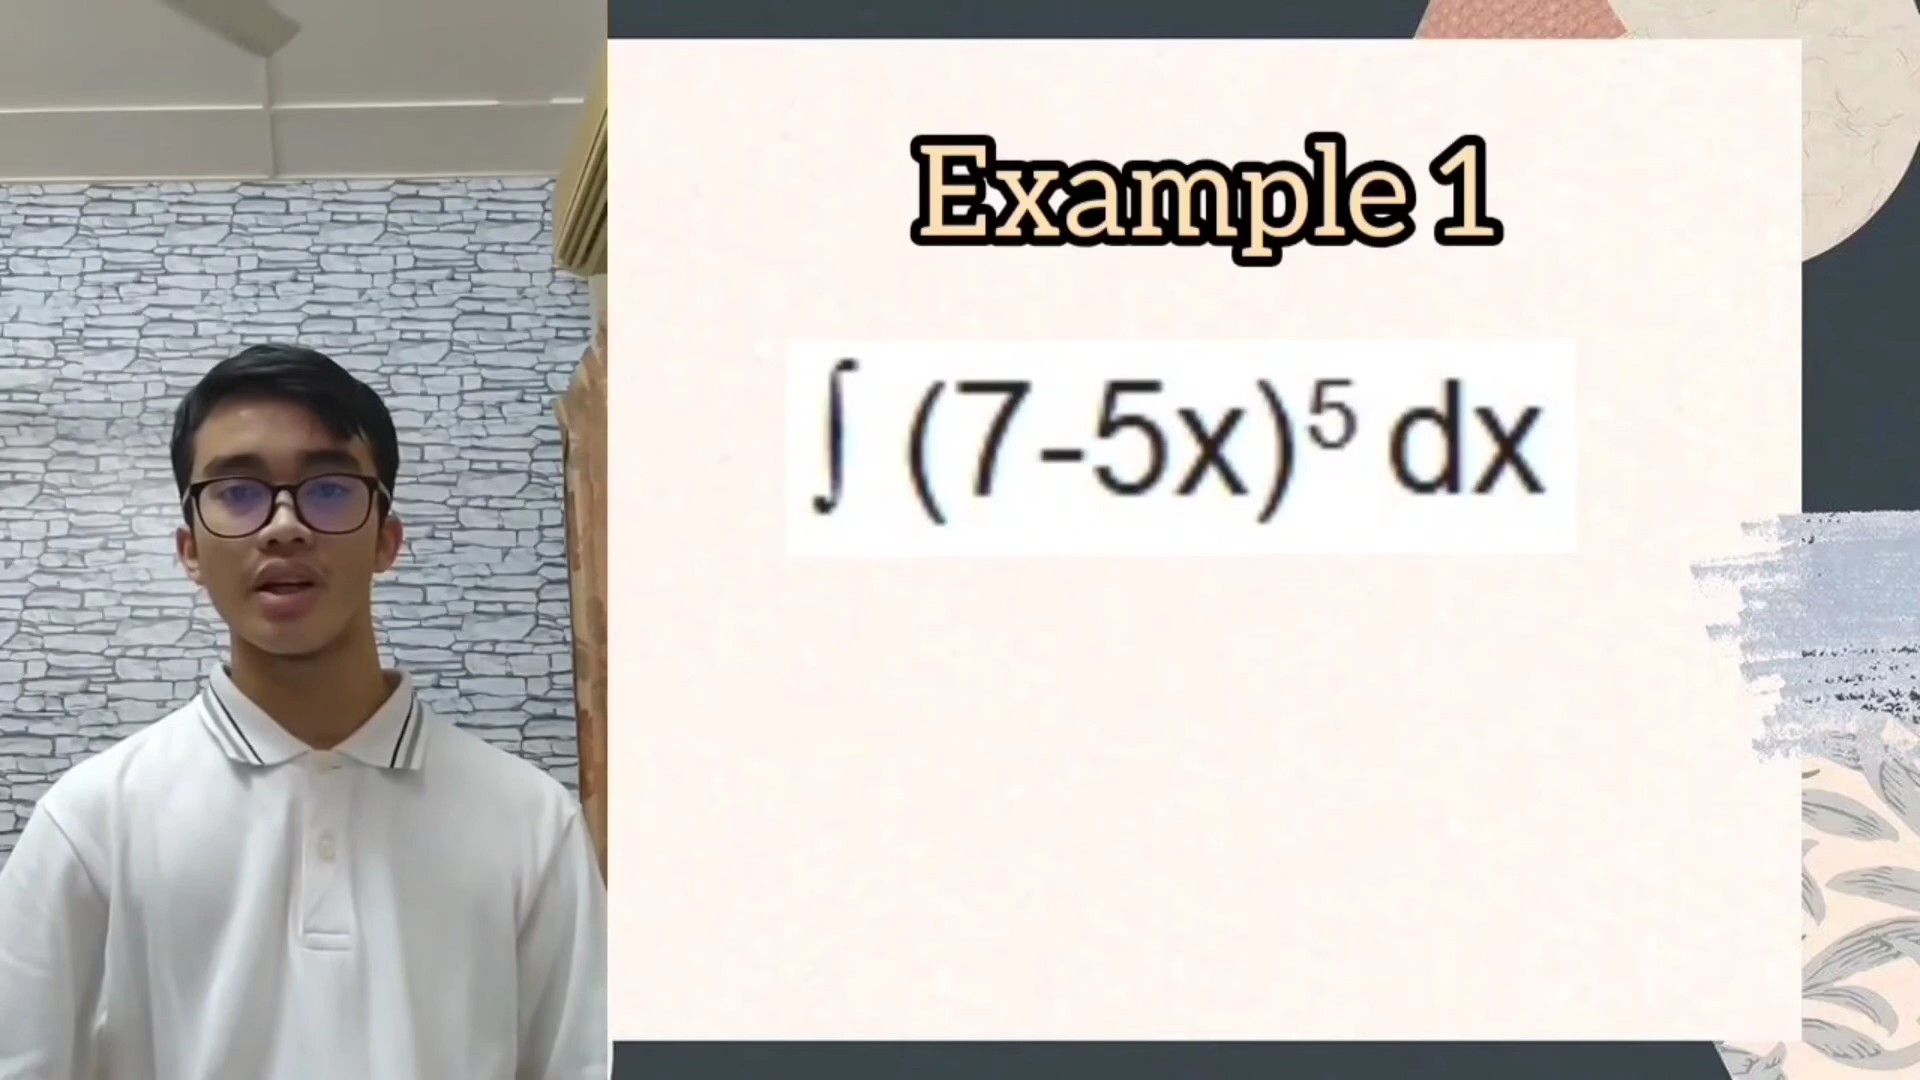 Example 1
∫ (7-5x)⁵ dx